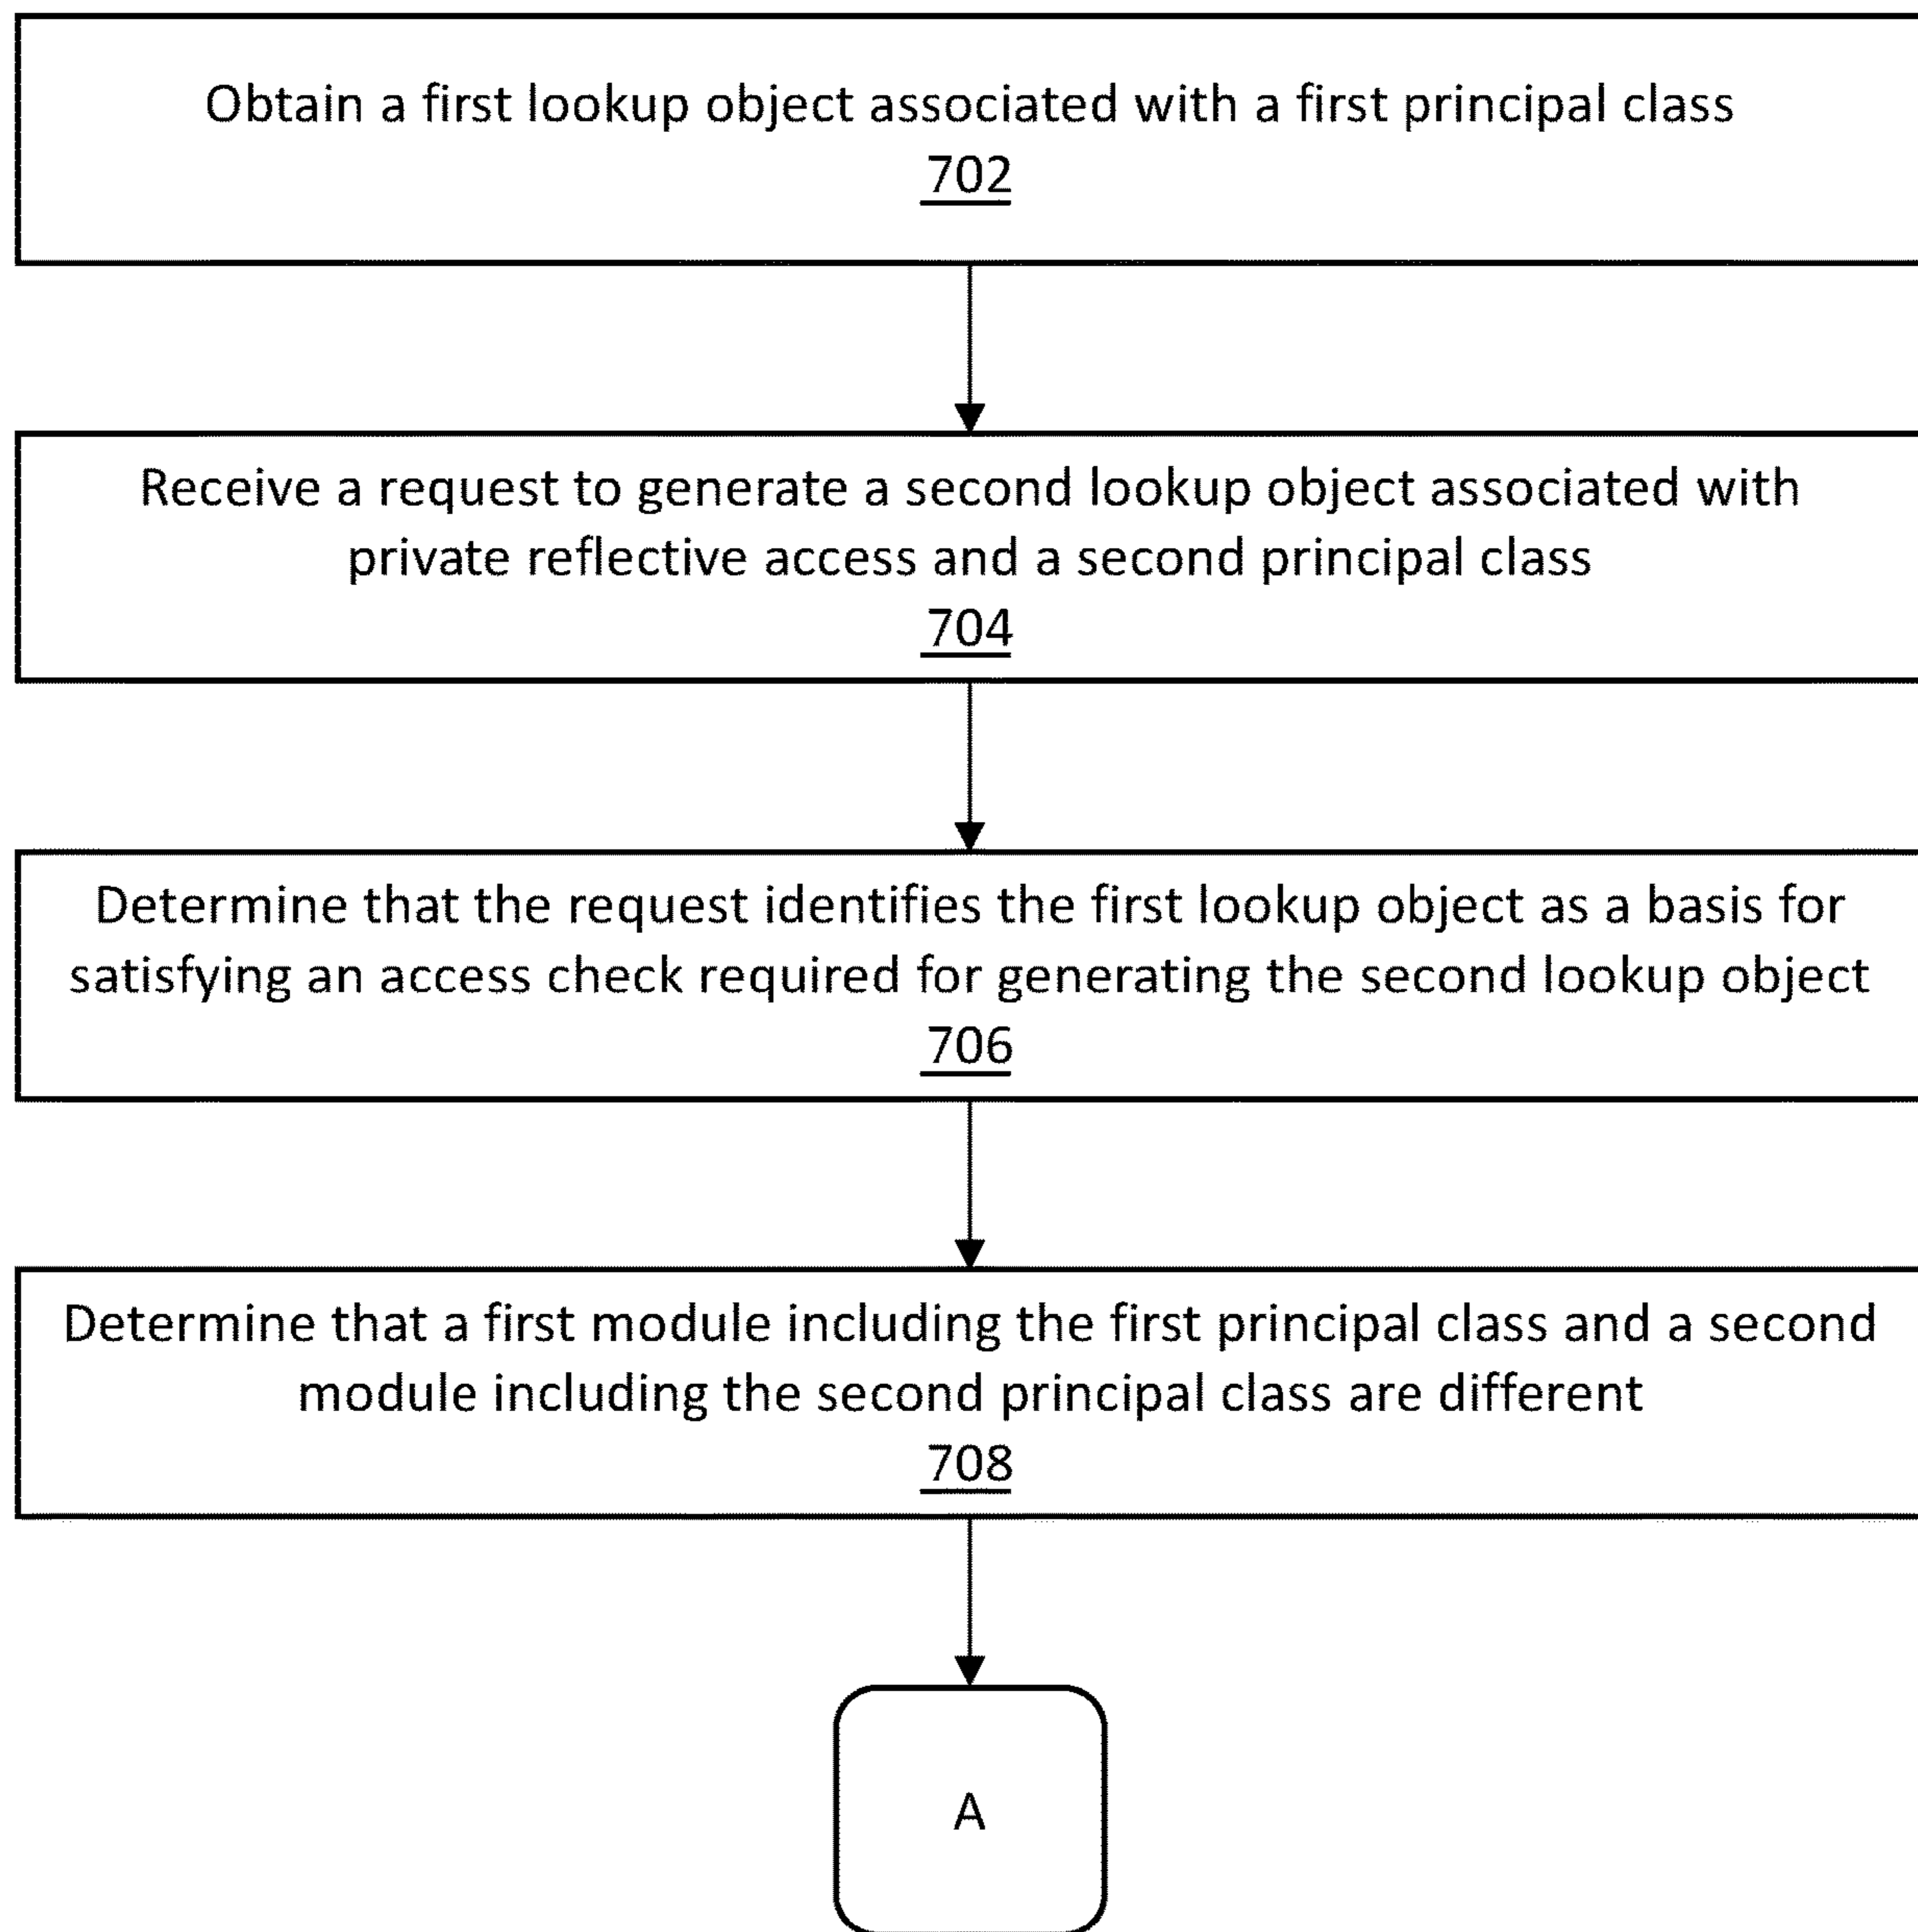 Obtain a first lookup object associated with a first principal class
702
Receive a request to generate a second lookup object associated with
private reflective access and a second principal class
704
Determine that the request identifies the first lookup object as a basis for
satisfying an access check required for generating the second lookup object
706
Determine that a first module including the first principal class and a second
module including the second principal class are different
708
A